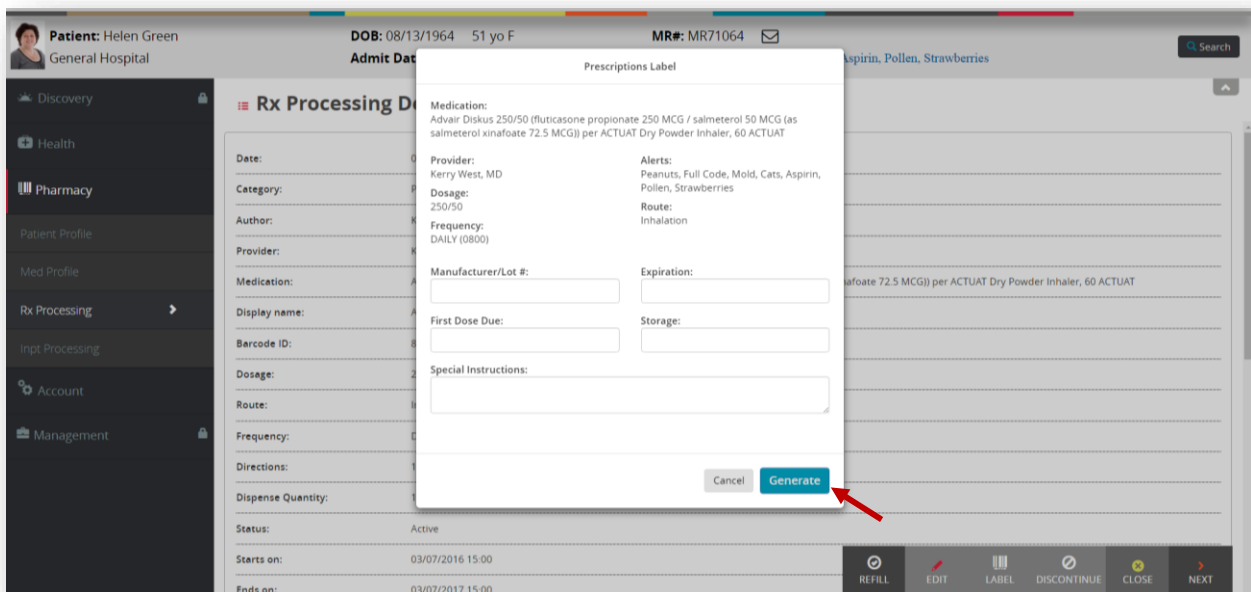 Patient: Helen Green
DOB: 08/13/1964 51 yo F
MR#: MR71064
General Hospital
Admit Dat
Aspirin, Pollen, Strawberries
Search
Discovery
Health
Pharmacy
Patient Profile
Med Profile
Rx Processing
Inpt Processing
Account
Management
Rx Processing D
Date:
Category:
Author:
Provider:
Medication:
afoate 72.5 MCG)) per ACTUAT Dry Powder Inhaler, 60 ACTUAT
Display name:
Barcode ID:
Dosage:
Route:
Frequency:
Directions:
Dispense Quantity:
Status: Active
Starts on: 03/07/2016 15:00
Ends on: 03/07/2017 15:00
Prescriptions Label
Medication:
Advair Diskus 250/50 (fluticasone propionate 250 MCG / salmeterol 50 MCG (as
salmeterol xinafoate 72.5 MCG)) per ACTUAT Dry Powder Inhaler, 60 ACTUAT
Provider:
Kerry West, MD
Dosage:
250/50
Frequency:
DAILY (0800)
Alerts:
Peanuts, Full Code, Mold, Cats, Aspirin,
Pollen, Strawberries
Route:
Inhalation
Manufacturer/Lot #:
Expiration:
First Dose Due:
Storage:
Special Instructions:
Cancel
Generate
REFILL
EDIT
LABEL
DISCONTINUE
CLOSE
NEXT